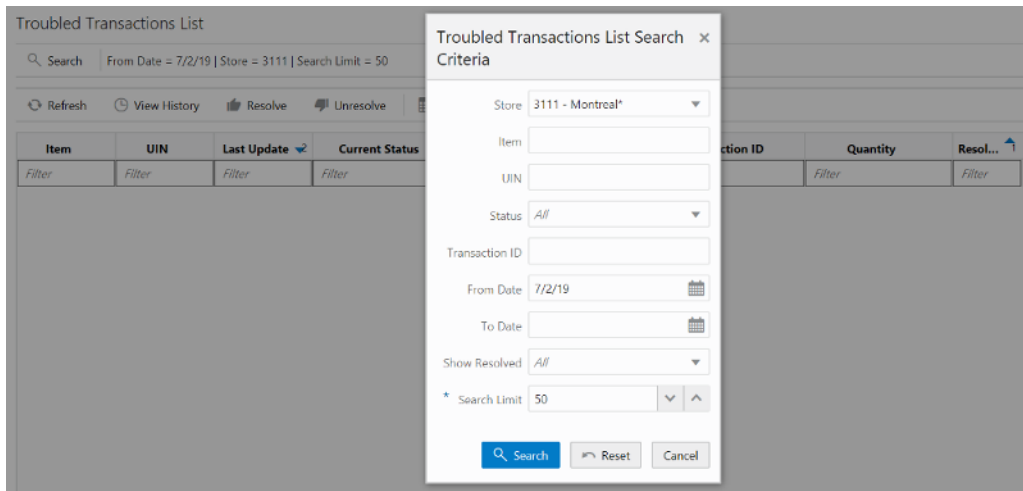 Troubled Transactions List
Search From Date = 7/2/19 | Store = 3111 | Search Limit = 50
Refresh View History Resolve Unresolve
Item UIN Last Update 2 Current Status ction ID Quantity Resol... 1
Filter Filter Filter Filter Filter Filter
Troubled Transactions List Search
Criteria
Store 3111 - Montreal*
Item
UIN
Status All
Transaction ID
From Date 7/2/19
To Date
Show Resolved All
* Search Limit 50
Search Reset Cancel